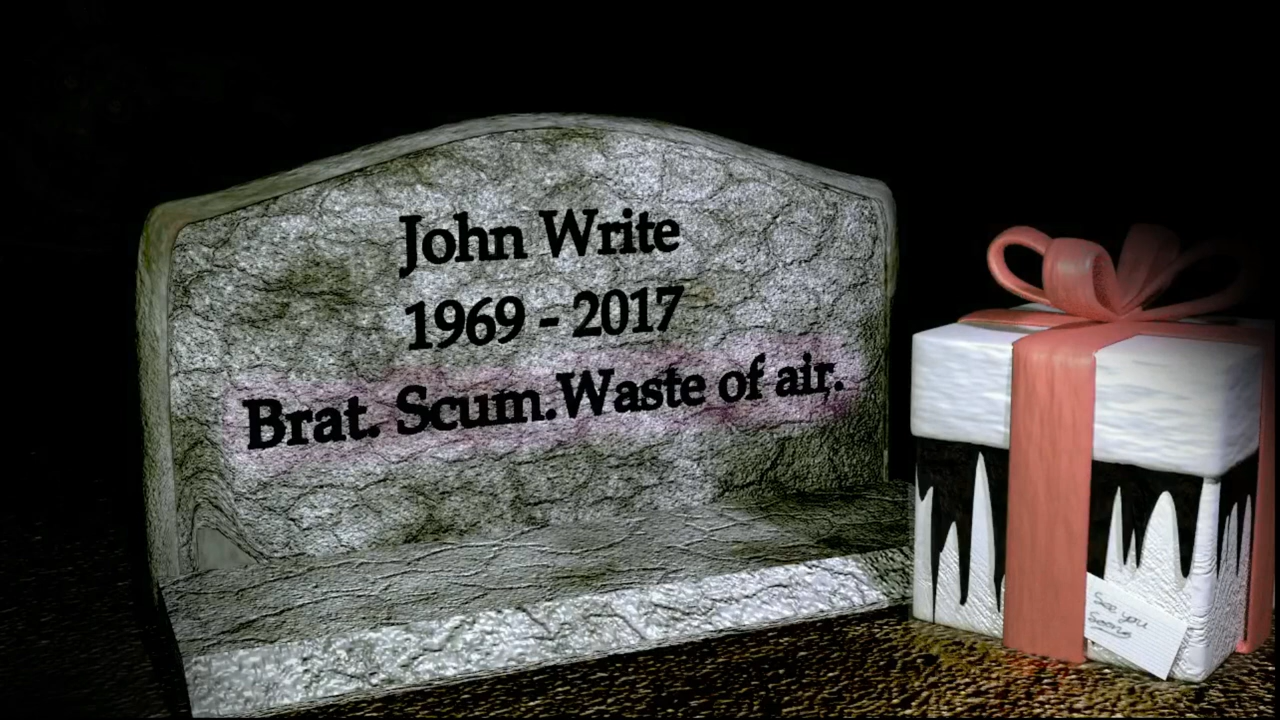 John Write
1969 - 2017
Brat. Scum.Waste of air.
See you
Soon